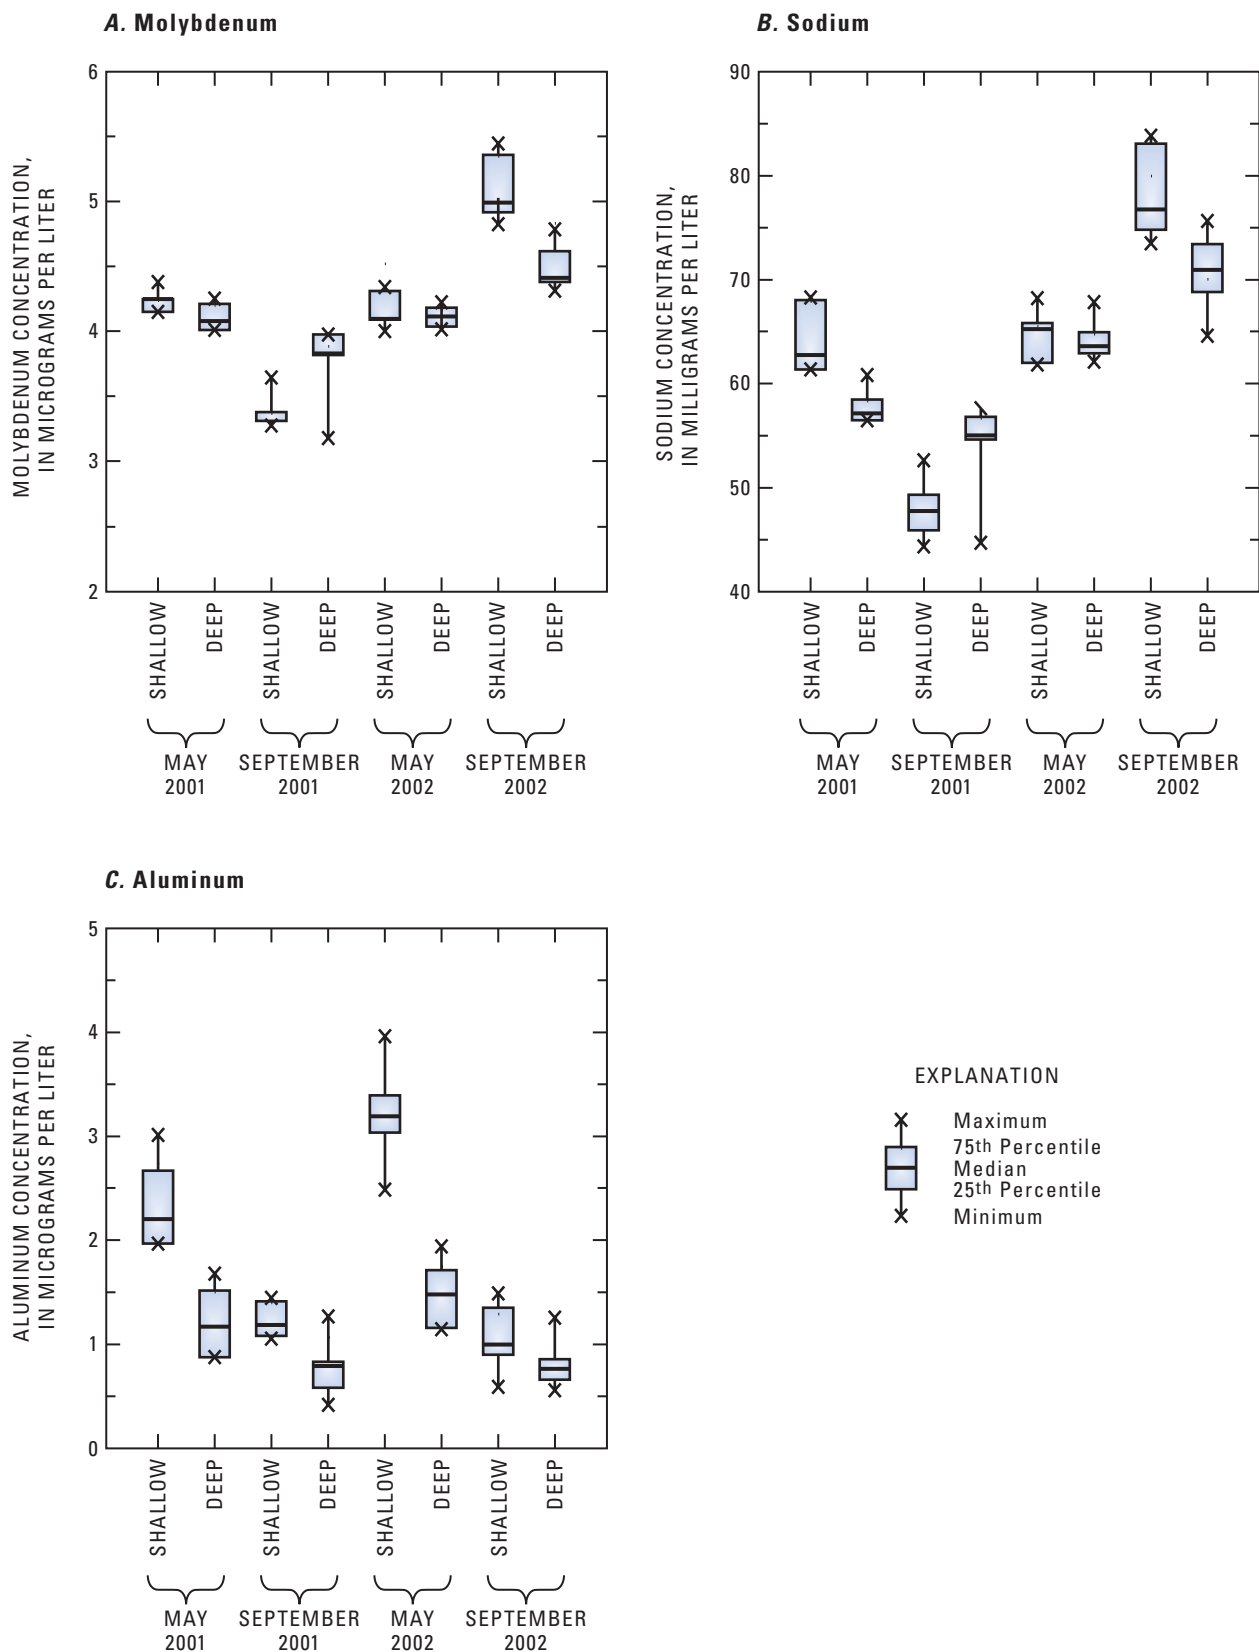 A. Molybdenum
MOLYBDENUM CONCENTRATION,
IN MICROGRAMS PER LITER
6
5
4
3
2
SHALLOW
DEEP
SHALLOW
DEEP
SHALLOW
DEEP
SHALLOW
DEEP
MAY
2001
SEPTEMBER
2001
MAY
2002
SEPTEMBER
2002
B. Sodium
SODIUM CONCENTRATION,
IN MILLIGRAMS PER LITER
90
80
70
60
50
40
SHALLOW
DEEP
SHALLOW
DEEP
SHALLOW
DEEP
SHALLOW
DEEP
MAY
2001
SEPTEMBER
2001
MAY
2002
SEPTEMBER
2002
C. Aluminum
ALUMINUM CONCENTRATION,
IN MICROGRAMS PER LITER
5
4
3
2
1
0
SHALLOW
DEEP
SHALLOW
DEEP
SHALLOW
DEEP
SHALLOW
DEEP
MAY
2001
SEPTEMBER
2001
MAY
2002
SEPTEMBER
2002
EXPLANATION
Maximum
75th Percentile
Median
25th Percentile
Minimum